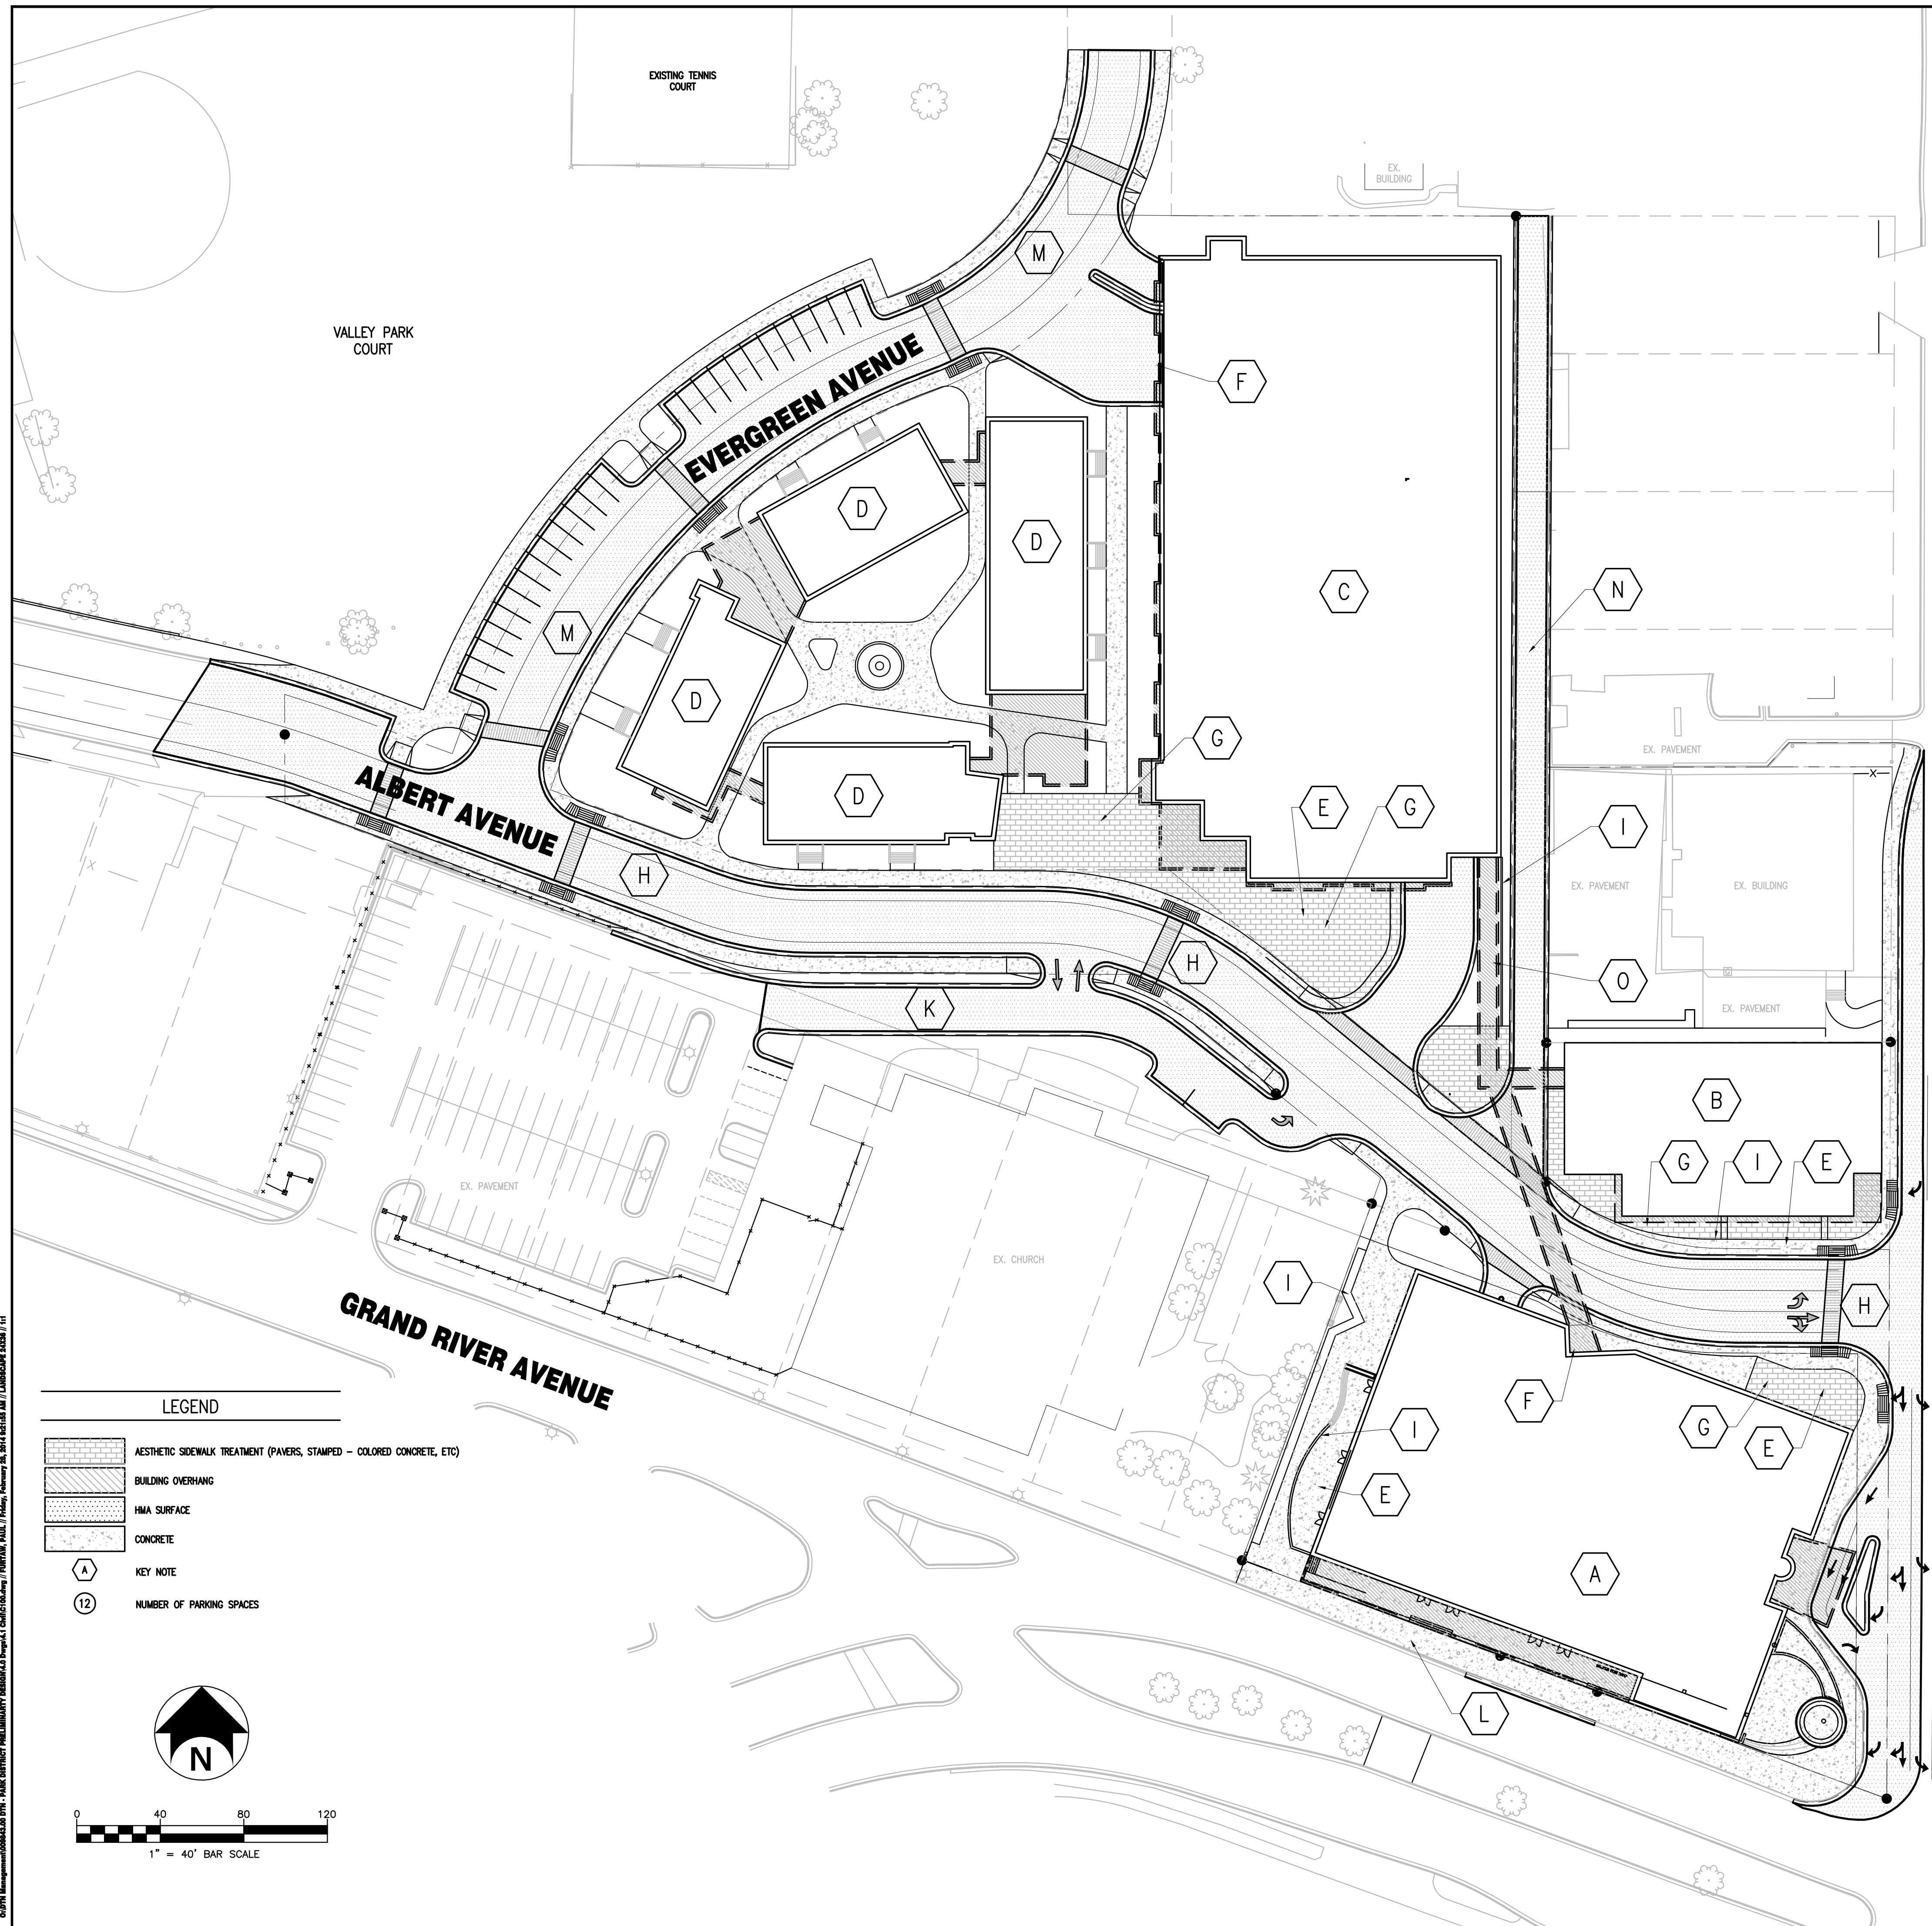 EXISTING TENNIS
COURT
EX.
BUILDING
M
VALLEY PARK
COURT
EVERGREEN AVENUE
F
D
D
C
N
M
D
G
EX. PAVEMENT
ALBERT AVENUE
D
E
G
I
H
EX. PAVEMENT
EX. BUILDING
H
O
K
EX. PAVEMENT
B
G
I
E
EX. PAVEMENT
EX. CHURCH
I
H
GRAND RIVER AVENUE
F
G
E
I
E
A
L
LEGEND
AESTHETIC SIDEWALK TREATMENT (PAVERS, STAMPED - COLORED CONCRETE, ETC)
BUILDING OVERHANG
HMA SURFACE
CONCRETE
A
KEY NOTE
12
NUMBER OF PARKING SPACES
N
0 40 80 120
1" = 40' BAR SCALE